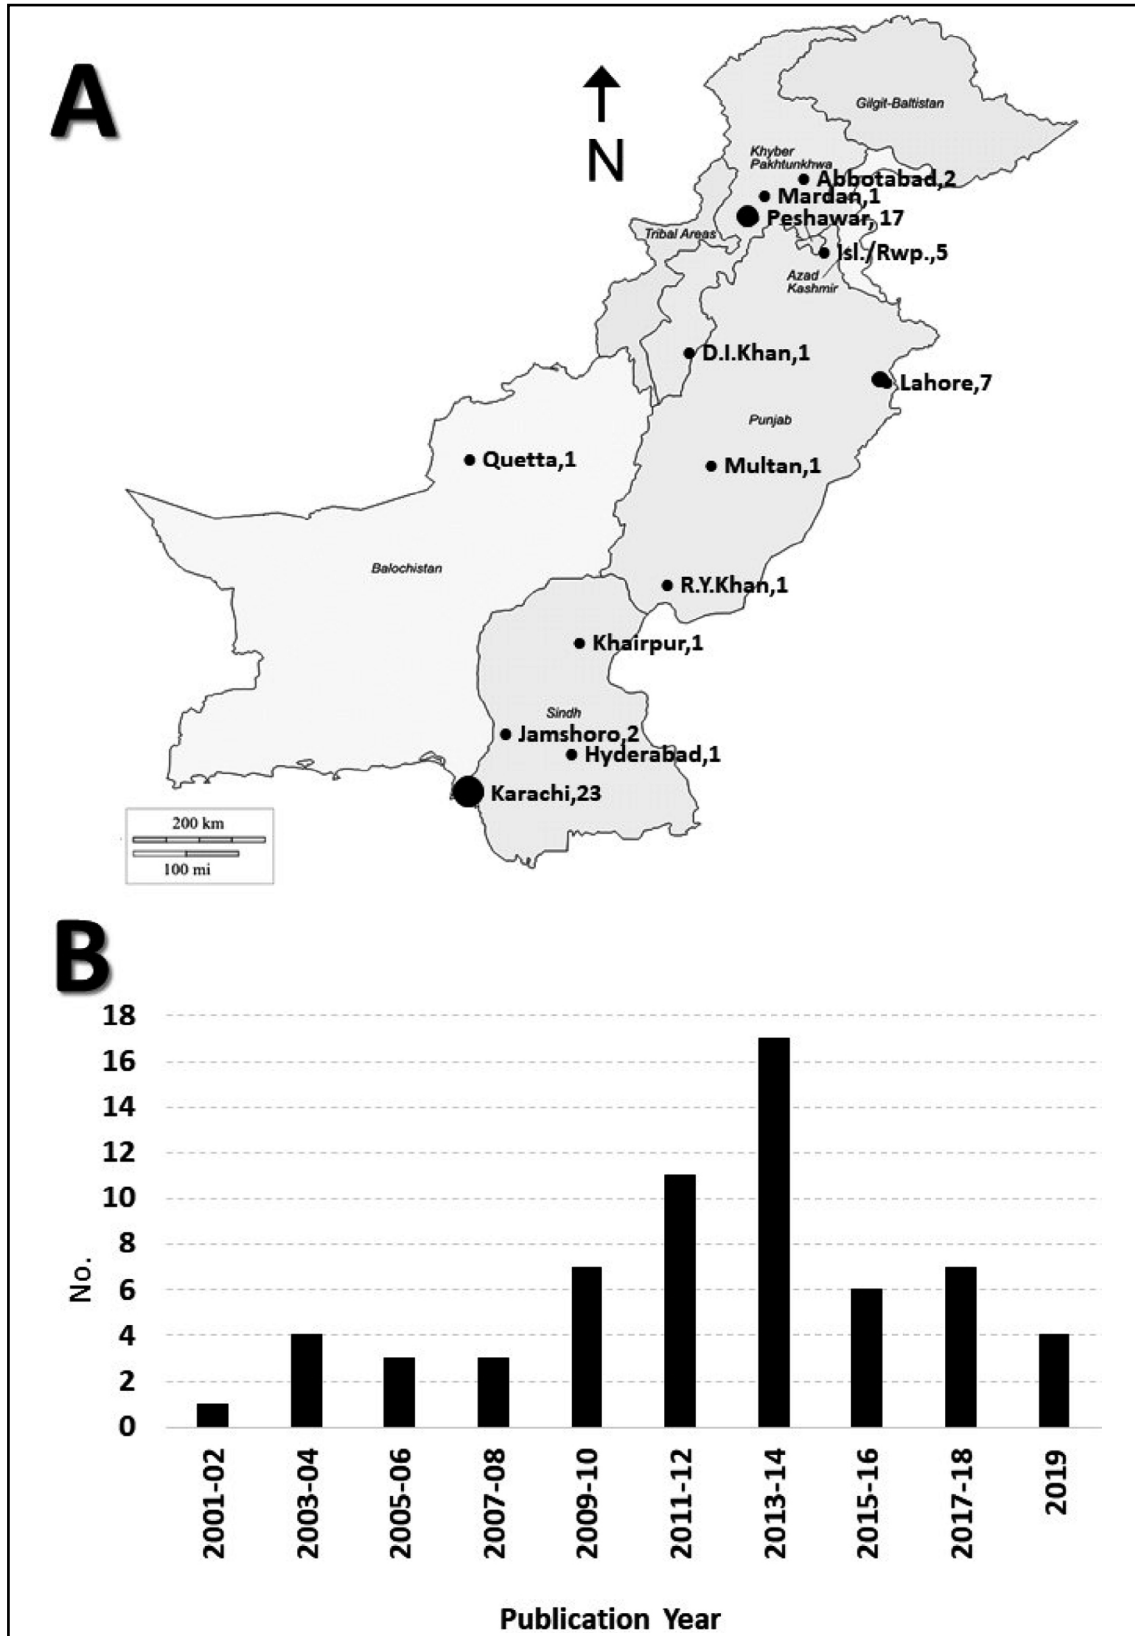 A
N
Gilgit-Baltistan
Khyber
Pakhtunkhwa
Abbotabad,2
Mardan,1
Peshawar, 17
Tribal Areas
Isl./Rwp.,5
Azad
Kashmir
D.I.Khan,1
Lahore,7
Punjab
Quetta,1
Multan,1
Balochistan
R.Y.Khan,1
Khairpur,1
Sindh
Jamshoro,2
Hyderabad,1
Karachi,23
200 km
100 mi
B
18
16
14
12
10
8
6
4
2
0
No.
2001-02
2003-04
2005-06
2007-08
2009-10
2011-12
2013-14
2015-16
2017-18
2019
Publication Year